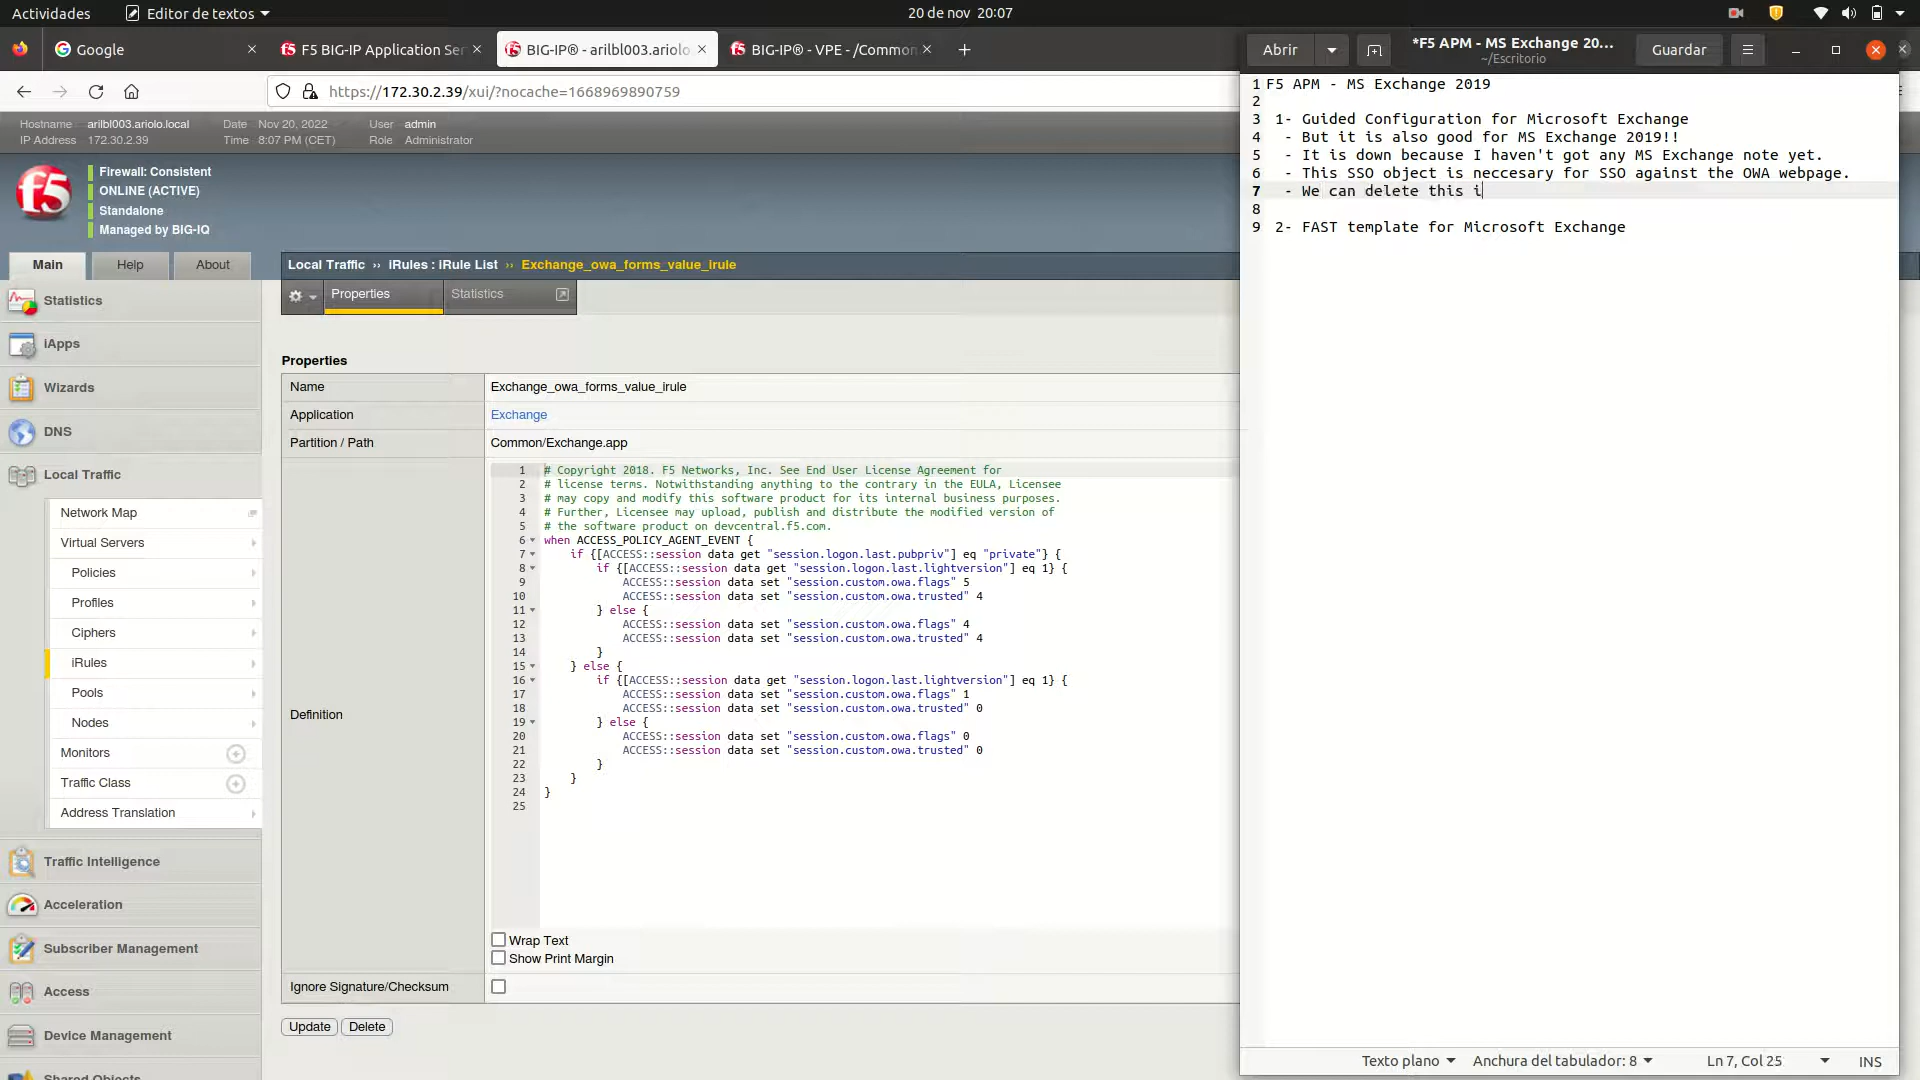 Actividades
Editor de textos
20 de nov 20:07
Google
F5 BIG-IP Application Ser
BIG-IP® - arilbl003.ariolo
BIG-IP® - VPE - /Common
https://172.30.2.39/xui/?nocache=1668969890759
Hostname arilbl003.ariolo.local Date Nov 20, 2022 User admin
IP Address 172.30.2.39 Time 8:07 PM (CET) Role Administrator
f5
Firewall: Consistent
ONLINE (ACTIVE)
Standalone
Managed by BIG-IQ
Main Help About
Local Traffic ›› iRules : iRule List ›› Exchange_owa_forms_value_irule
Properties
Statistics
Statistics
iApps
Wizards
DNS
Local Traffic
Network Map
Virtual Servers
Policies
Profiles
Ciphers
iRules
Pools
Nodes
Monitors
Traffic Class
Address Translation
Traffic Intelligence
Acceleration
Subscriber Management
Access
Device Management
Shared Objects
Properties
Name Exchange_owa_forms_value_irule
Application Exchange
Partition / Path Common/Exchange.app
Definition
1 # Copyright 2018. F5 Networks, Inc. See End User License Agreement for
2 # license terms. Notwithstanding anything to the contrary in the EULA, Licensee
3 # may copy and modify this software product for its internal business purposes.
4 # Further, Licensee may upload, publish and distribute the modified version of
5 # the software product on devcentral.f5.com.
6 when ACCESS_POLICY_AGENT_EVENT {
7 if {[ACCESS::session data get "session.logon.last.pubpriv"] eq "private"} {
8 if {[ACCESS::session data get "session.logon.last.lightversion"] eq 1} {
9 ACCESS::session data set "session.custom.owa.flags" 5
10 ACCESS::session data set "session.custom.owa.trusted" 4
11 } else {
12 ACCESS::session data set "session.custom.owa.flags" 4
13 ACCESS::session data set "session.custom.owa.trusted" 4
14 }
15 } else {
16 if {[ACCESS::session data get "session.logon.last.lightversion"] eq 1} {
17 ACCESS::session data set "session.custom.owa.flags" 1
18 ACCESS::session data set "session.custom.owa.trusted" 0
19 } else {
20 ACCESS::session data set "session.custom.owa.flags" 0
21 ACCESS::session data set "session.custom.owa.trusted" 0
22 }
23 }
24 }
25
Wrap Text
Show Print Margin
Ignore Signature/Checksum
Update Delete
Abrir
*F5 APM - MS Exchange 20...
~/Escritorio
Guardar
1 F5 APM - MS Exchange 2019
2
3 1- Guided Configuration for Microsoft Exchange
4 - But it is also good for MS Exchange 2019!!
5 - It is down because I haven't got any MS Exchange note yet.
6 - This SSO object is neccesary for SSO against the OWA webpage.
7 - We can delete this i
8
9 2- FAST template for Microsoft Exchange
Texto plano Anchura del tabulador: 8 Ln 7, Col 25 INS